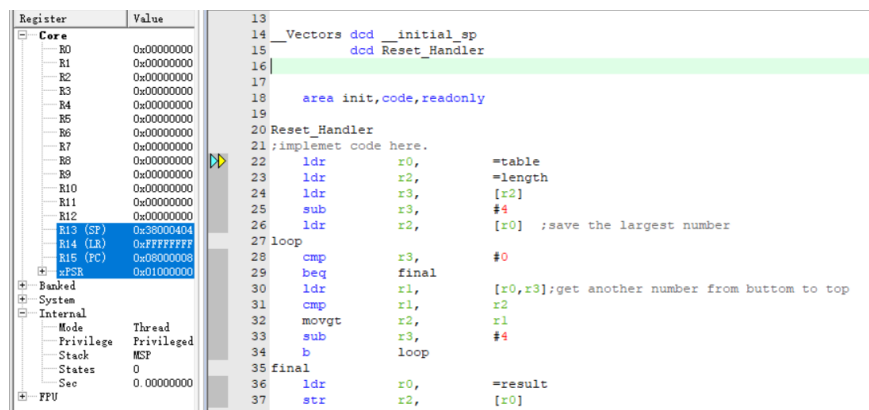 Register Value
Core
R0 0x00000000
R1 0x00000000
R2 0x00000000
R3 0x00000000
R4 0x00000000
R5 0x00000000
R6 0x00000000
R7 0x00000000
R8 0x00000000
R9 0x00000000
R10 0x00000000
R11 0x00000000
R12 0x00000000
R13 (SP) 0x38000404
R14 (LR) 0xFFFFFFFF
R15 (PC) 0x08000008
xPSR 0x01000000
Banked
System
Internal
Mode Thread
Privilege Privileged
Stack MSP
States 0
Sec 0.00000000
FPU
13
14 __Vectors dcd __initial_sp
15 dcd Reset_Handler
16
17
18 area init,code,readonly
19
20 Reset_Handler
21 ;implemet code here.
22 ldr r0, =table
23 ldr r2, =length
24 ldr r3, [r2]
25 sub r3, #4
26 ldr r2, [r0] ;save the largest number
27 loop
28 cmp r3, #0
29 beq final
30 ldr r1, [r0,r3];get another number from buttom to top
31 cmp r1, r2
32 movgt r2, r1
33 sub r3, #4
34 b loop
35 final
36 ldr r0, =result
37 str r2, [r0]